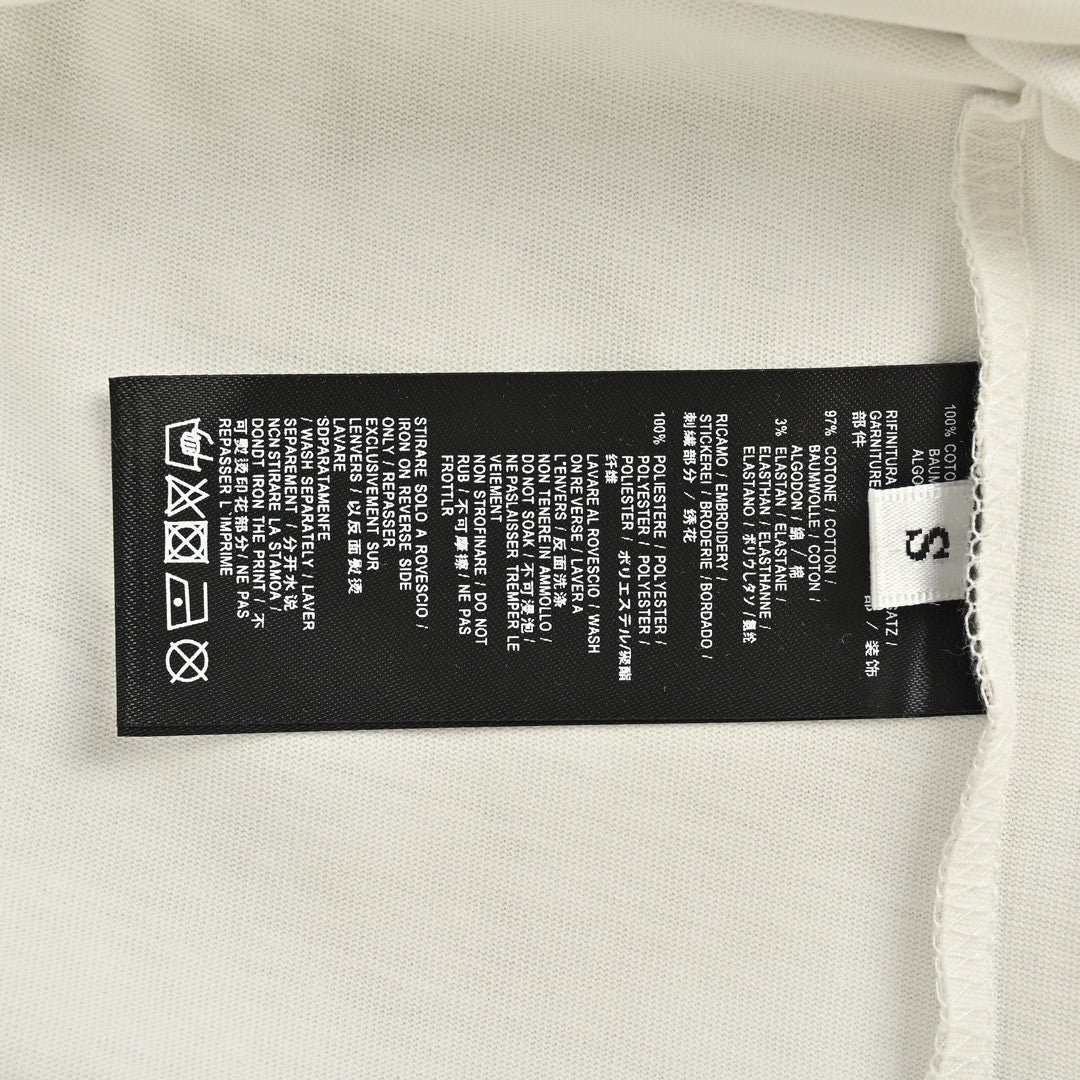 S
100% COTO
BAUM
ALGO
RIFINITURA
GARNITURE
SATZ /
部件
部 / 装饰
97% COTONE / COTTON /
BAUMWOLLE / COTON /
ALGODON / 綿 / 棉
3% ELASTANE / ELASTANE /
ELASTHAN / ELASTHANNE /
ELASTANO / ポリウレタン / 氨纶
RICAMO / EMBRDIDERY /
STICKEREI / BRODERIE / BORDADO /
刺繍部分 / 绣花
100% POLIESTERE / POLYESTER /
POLYESTER / POLYESTER /
POLIESTER / ポリエステル/聚酯
纤维
LAVARE AL ROVESCIO / WASH
ON REVERSE / LAVER A
L'ENVERS / 反面洗涤
NON TENERE IN AMMOLLO /
DO NOT SOAK / 不可浸泡 /
NE PASLAISSER TREMPER LE
VEIEMENT
NON STROFINARE / DO NOT
RUB / 不可摩擦 / NE PAS
FROTTIR
STIRARE SOLO A ROVESCIO /
IRON ON REVERSE SIDE
ONLY / REPASSER
EXCLUSIVEMENT SUR
LENVERS / 以反面熨烫
LAVARE
SDPARATAMENFE
/ WASH SEPARATELY / LAVER
SEPAREMENT / 分开水说
NON STIRARE LA STAMOA /
DONDT IRON THE PRINT / 不
可熨烫印花部分 / NE PAS
REPASSER L'IMPRIME